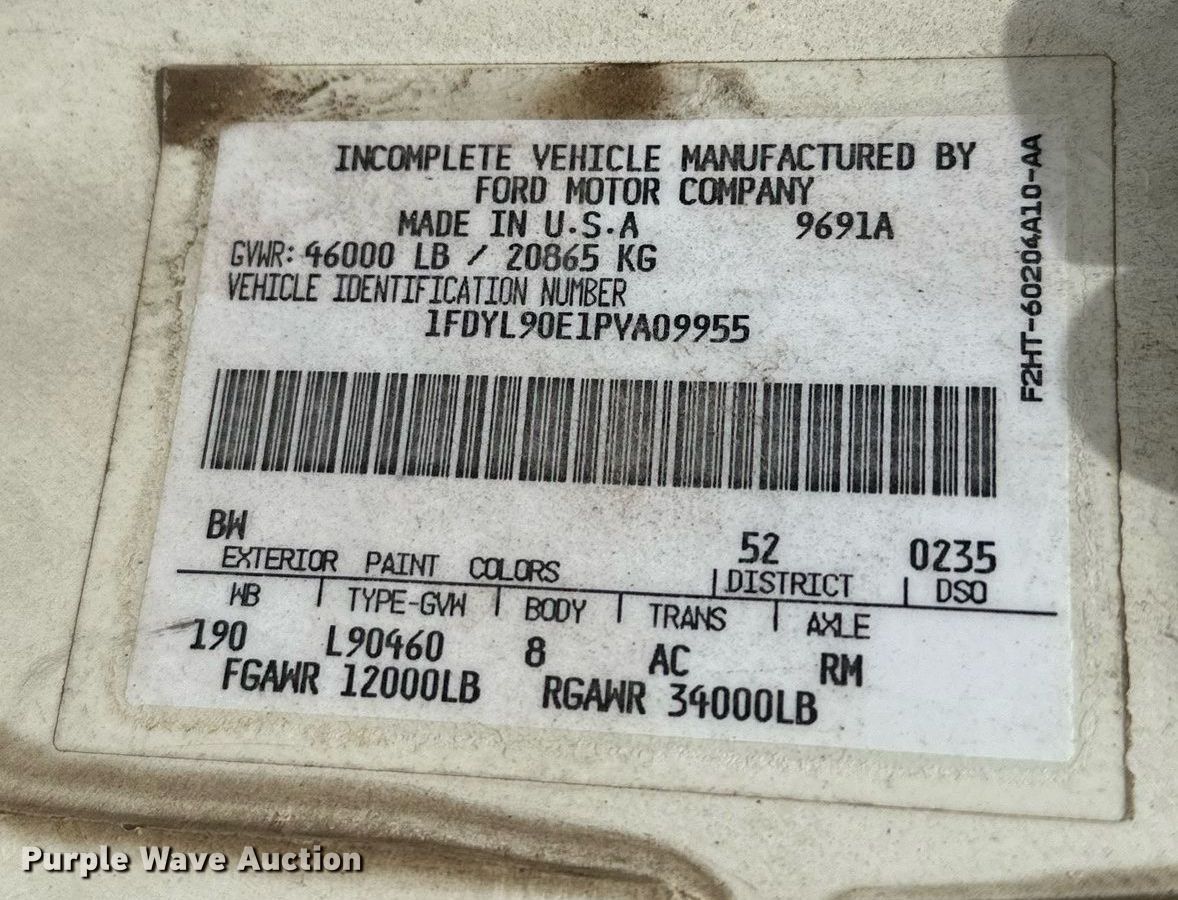 INCOMPLETE VEHICLE MANUFACTURED BY
FORD MOTOR COMPANY
MADE IN U.S.A 9691A
GVWR: 46000 LB / 20865 KG
VEHICLE IDENTIFICATION NUMBER
1FDYL90E1PVA09955
F2HT-60204A10-AA
BW 52 0235
EXTERIOR PAINT COLORS DISTRICT DSO
WB TYPE-GVW BODY TRANS AXLE
190 L90460 8 AC RM
FGAWR 12000LB RGAWR 34000LB
Purple Wave Auction